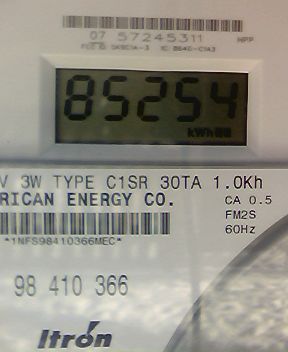 07 57245311
85254
kWh
V 3W TYPE C1SR 30TA 1.0Kh
RICAN ENERGY CO. CA 0.5
FM2S
60Hz
*1NFS98410366MEC*
98 410 366
Itron